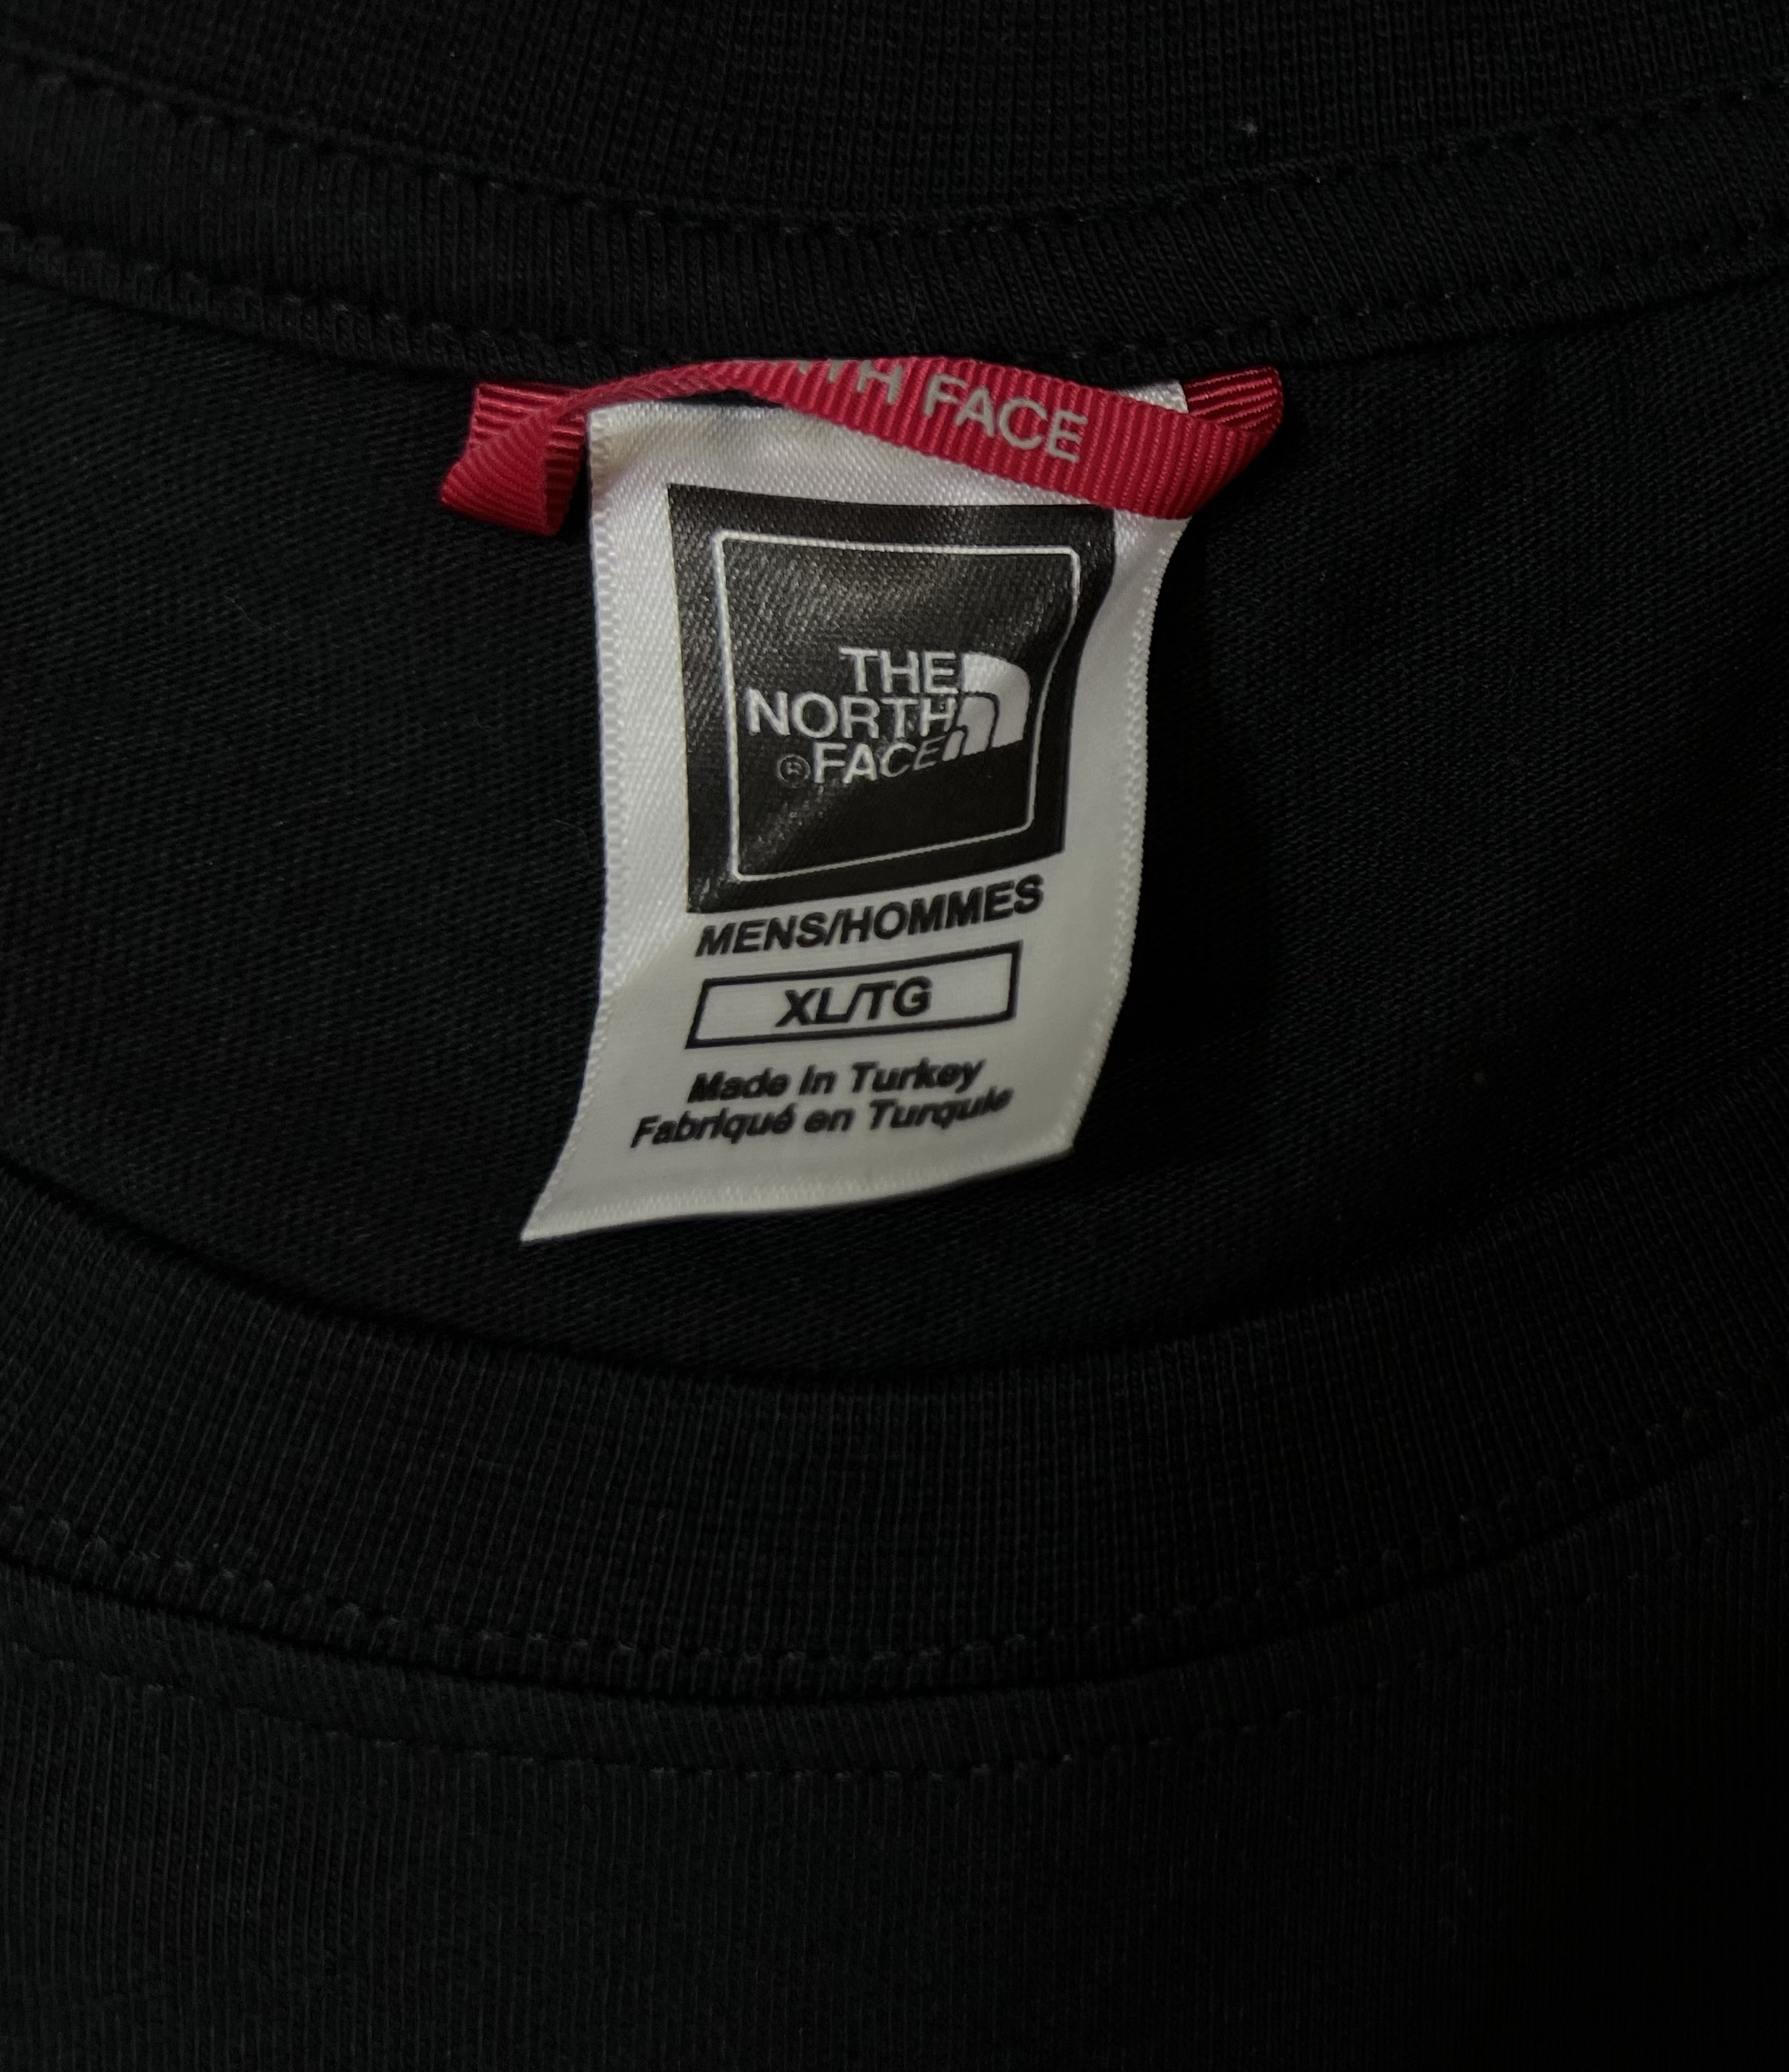 TH FACE
THE
NORTH
®FACE
MENS/HOMMES
XL/TG
Made in Turkey
Fabriqué en Turquie